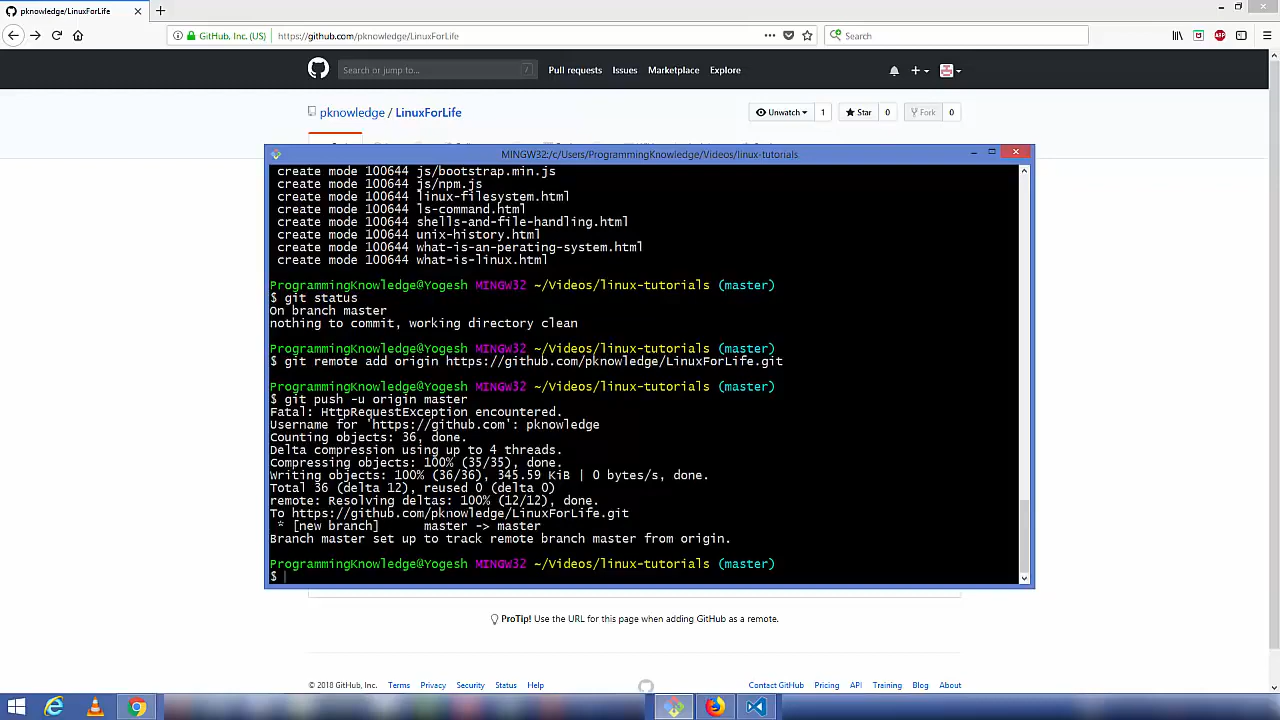 pknowledge/LinuxForLife
GitHub, Inc. (US) https://github.com/pknowledge/LinuxForLife Search
Search or jump to... / Pull requests Issues Marketplace Explore
pknowledge / LinuxForLife Unwatch 1 Star 0 Fork 0
MINGW32:/c/Users/ProgrammingKnowledge/Videos/linux-tutorials
create mode 100644 js/bootstrap.min.js
create mode 100644 js/npm.js
create mode 100644 linux-filesystem.html
create mode 100644 ls-command.html
create mode 100644 shells-and-file-handling.html
create mode 100644 unix-history.html
create mode 100644 what-is-an-perating-system.html
create mode 100644 what-is-linux.html
ProgrammingKnowledge@Yogesh MINGW32 ~/Videos/linux-tutorials (master)
$ git status
On branch master
nothing to commit, working directory clean
ProgrammingKnowledge@Yogesh MINGW32 ~/Videos/linux-tutorials (master)
$ git remote add origin https://github.com/pknowledge/LinuxForLife.git
ProgrammingKnowledge@Yogesh MINGW32 ~/Videos/linux-tutorials (master)
$ git push -u origin master
Fatal: HttpRequestException encountered.
Username for 'https://github.com': pknowledge
Counting objects: 36, done.
Delta compression using up to 4 threads.
Compressing objects: 100% (35/35), done.
Writing objects: 100% (36/36), 345.59 KiB | 0 bytes/s, done.
Total 36 (delta 12), reused 0 (delta 0)
remote: Resolving deltas: 100% (12/12), done.
To https://github.com/pknowledge/LinuxForLife.git
* [new branch] master -> master
Branch master set up to track remote branch master from origin.
ProgrammingKnowledge@Yogesh MINGW32 ~/Videos/linux-tutorials (master)
$
ProTip! Use the URL for this page when adding GitHub as a remote.
© 2018 GitHub, Inc. Terms Privacy Security Status Help Contact GitHub Pricing API Training Blog About